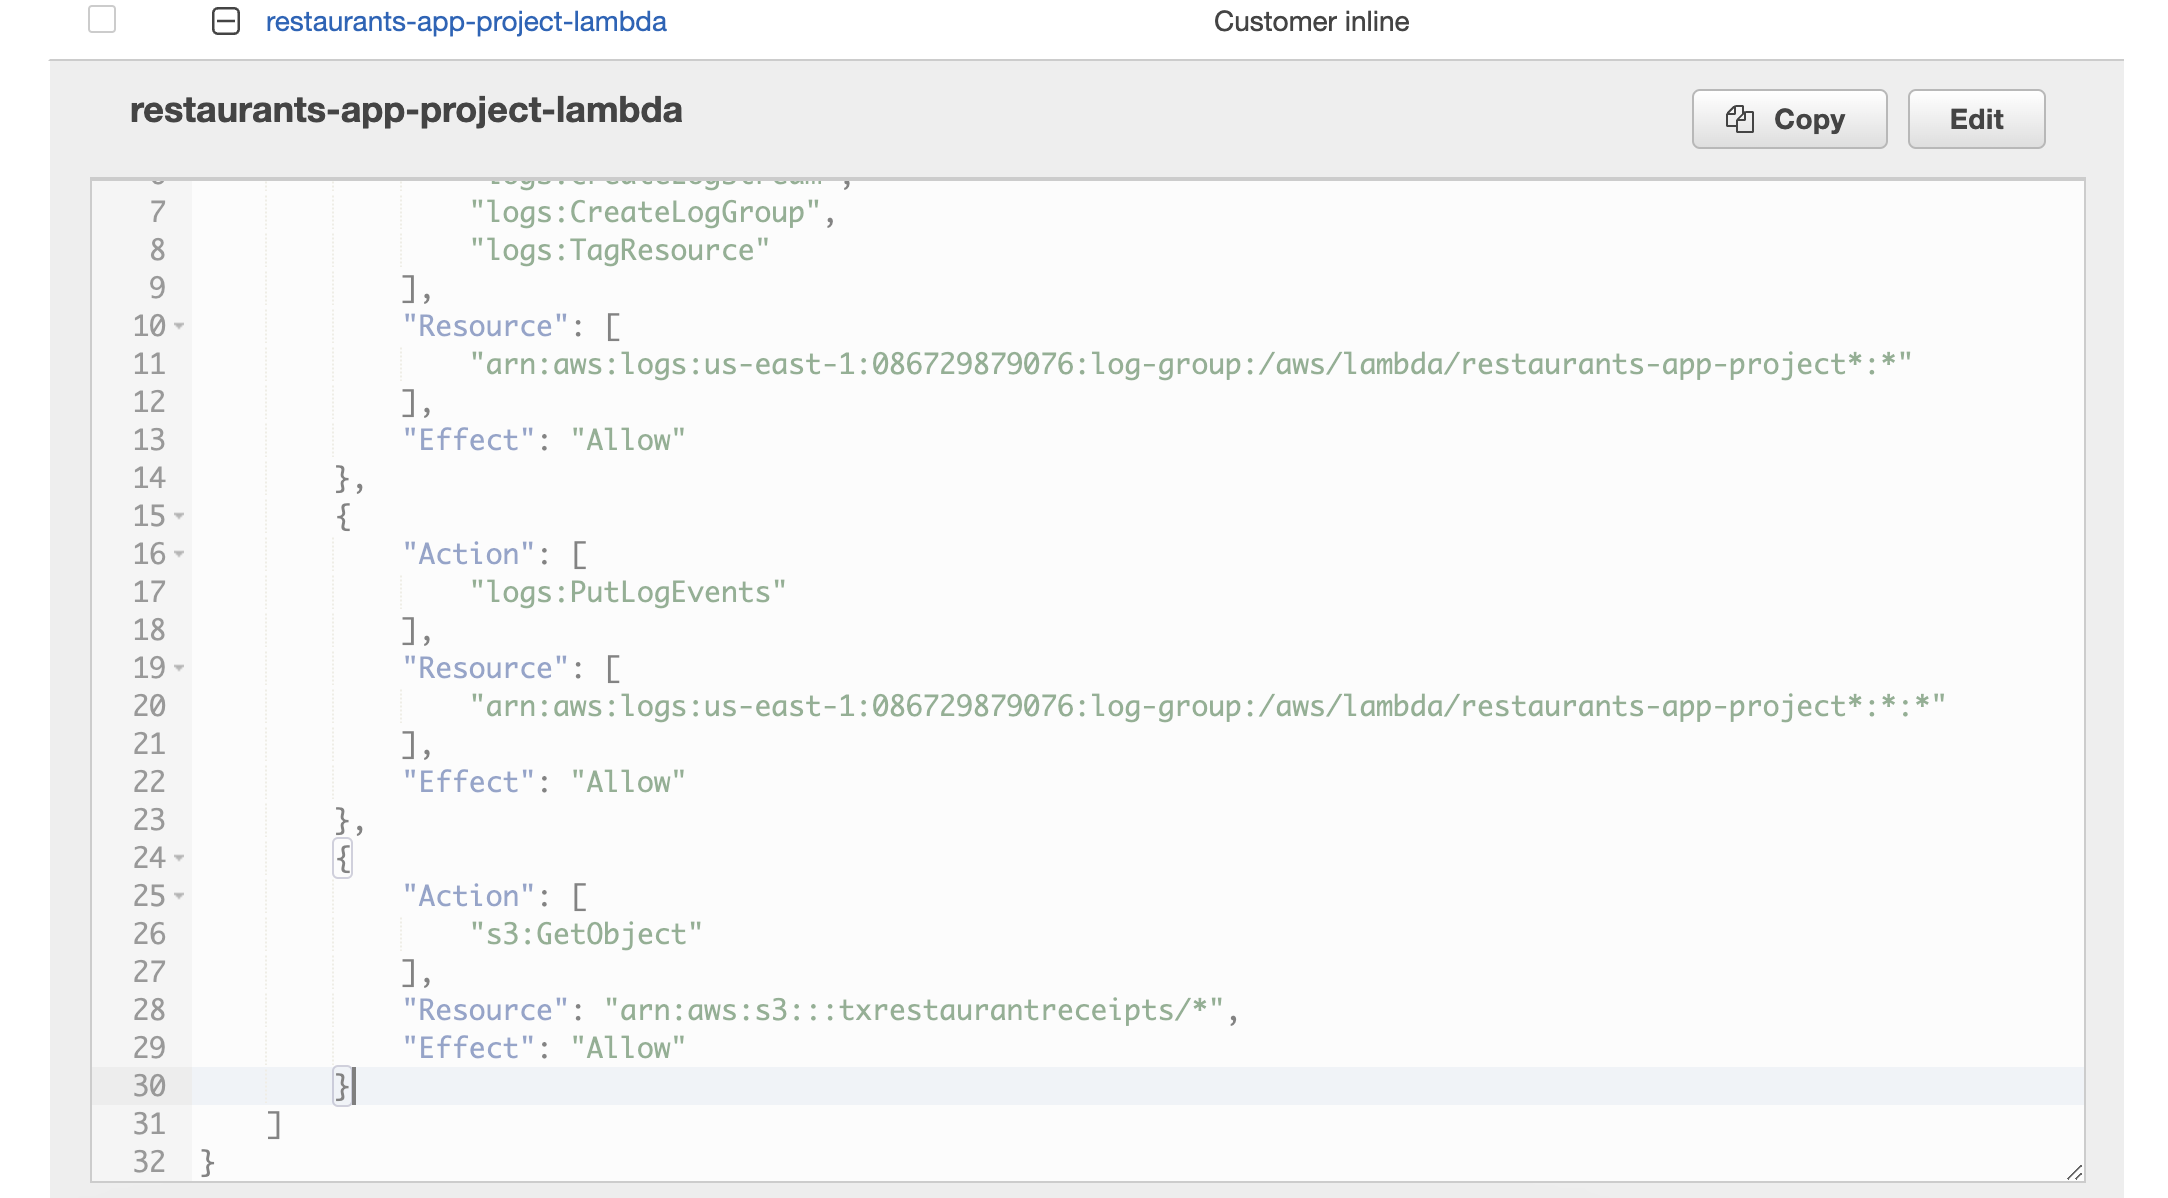 restaurants-app-project-lambda Customer inline
restaurants-app-project-lambda Copy Edit
6 "logs:CreateLogStream",
7 "logs:CreateLogGroup",
8 "logs:TagResource"
9 ],
10 "Resource": [
11 "arn:aws:logs:us-east-1:086729879076:log-group:/aws/lambda/restaurants-app-project*:*"
12 ],
13 "Effect": "Allow"
14 },
15 {
16 "Action": [
17 "logs:PutLogEvents"
18 ],
19 "Resource": [
20 "arn:aws:logs:us-east-1:086729879076:log-group:/aws/lambda/restaurants-app-project*:*:*"
21 ],
22 "Effect": "Allow"
23 },
24 {
25 "Action": [
26 "s3:GetObject"
27 ],
28 "Resource": "arn:aws:s3:::txrestaurantreceipts/*",
29 "Effect": "Allow"
30 }
31 ]
32 }